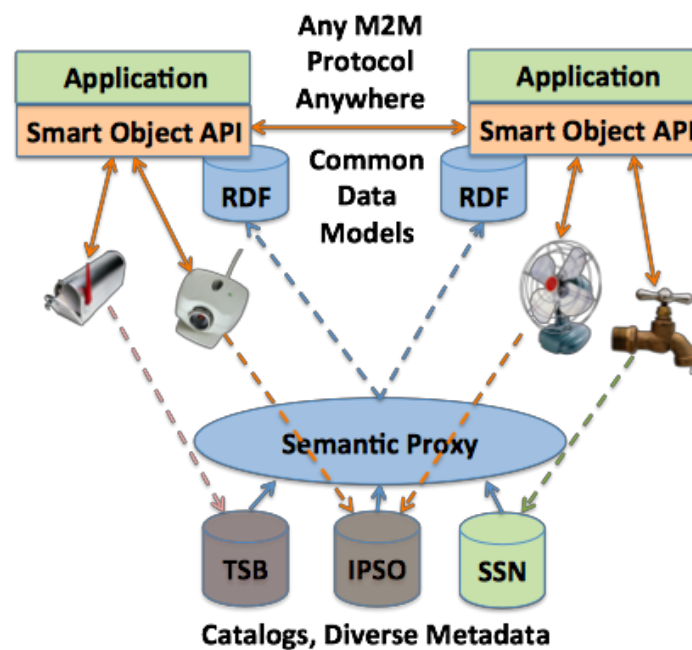 Any M2M
Protocol
Anywhere
Application
Application
Smart Object API
Smart Object API
Common
Data
Models
RDF
RDF
Semantic Proxy
TSB
IPSO
SSN
Catalogs, Diverse Metadata